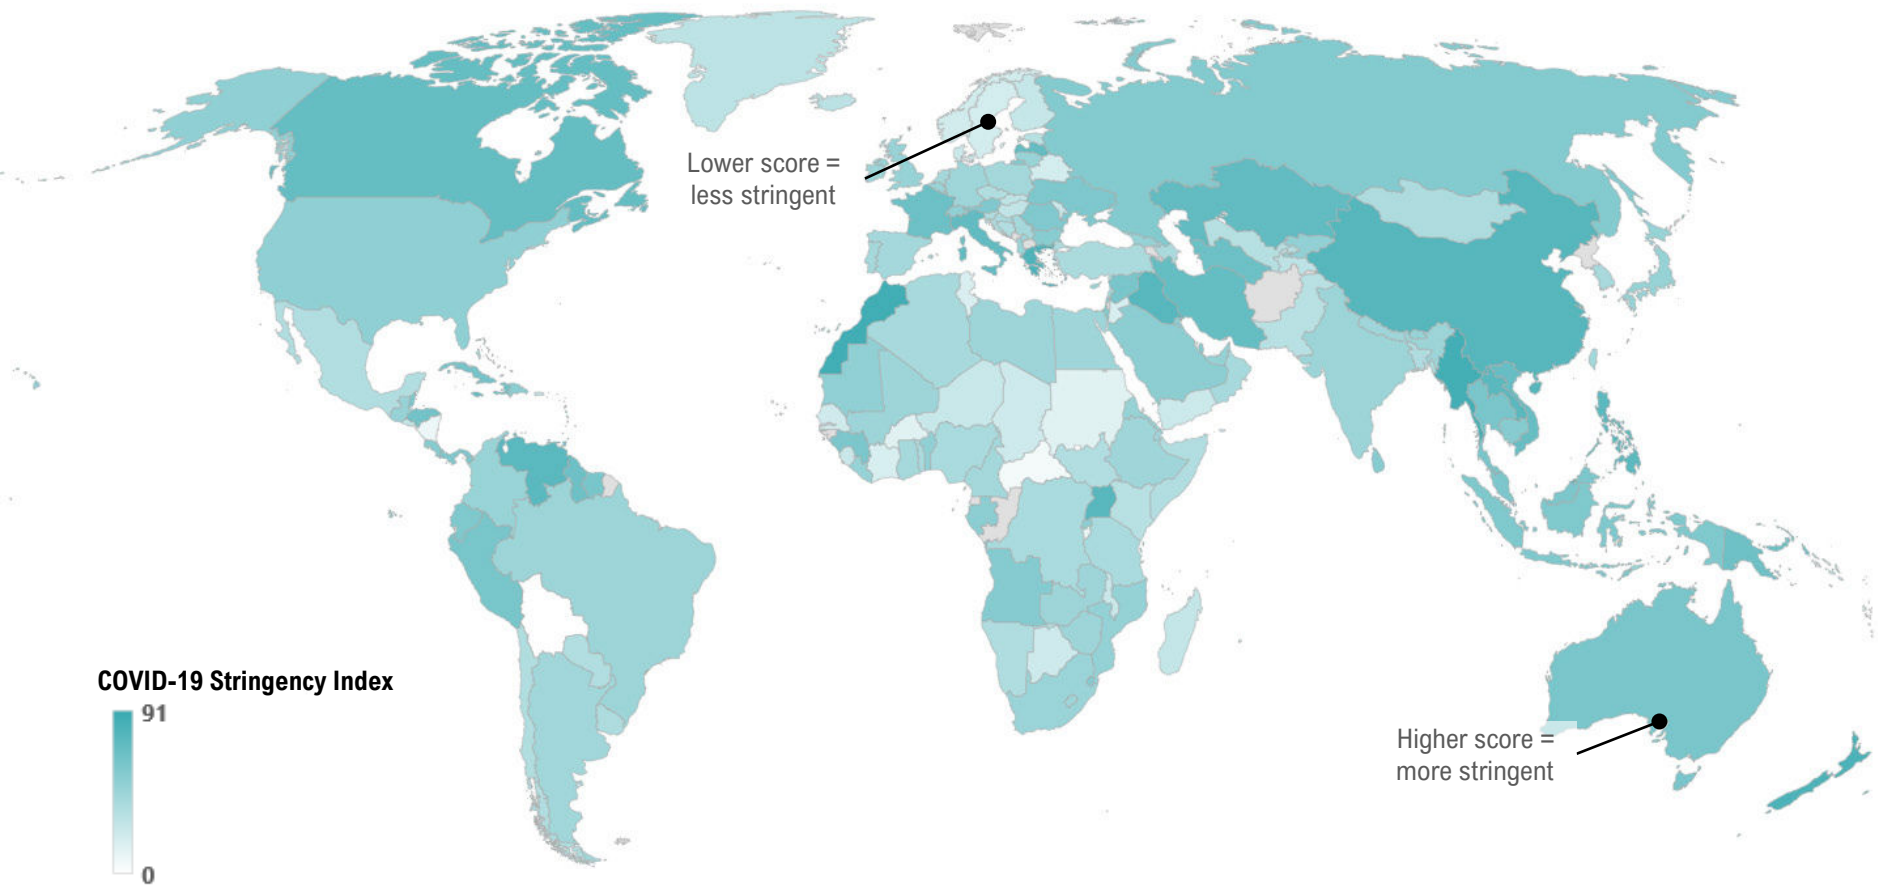 Lower score =
less stringent
COVID-19 Stringency Index
91
0
Higher score =
more stringent